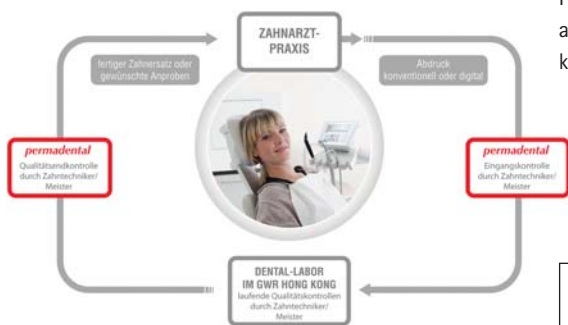 ZAHNARZT-
PRAXIS
fertiger Zahnersatz oder
gewünschte Anproben
Abdruck
konventionell oder digital
permadental
Qualitätsendkontrolle
durch Zahntechniker/
Meister
permadental
Eingangskontrolle
durch Zahntechniker/
Meister
DENTAL-LABOR
IM GWR HONG KONG
laufende Qualitätskontrollen
durch Zahntechniker/
Meister
a
k